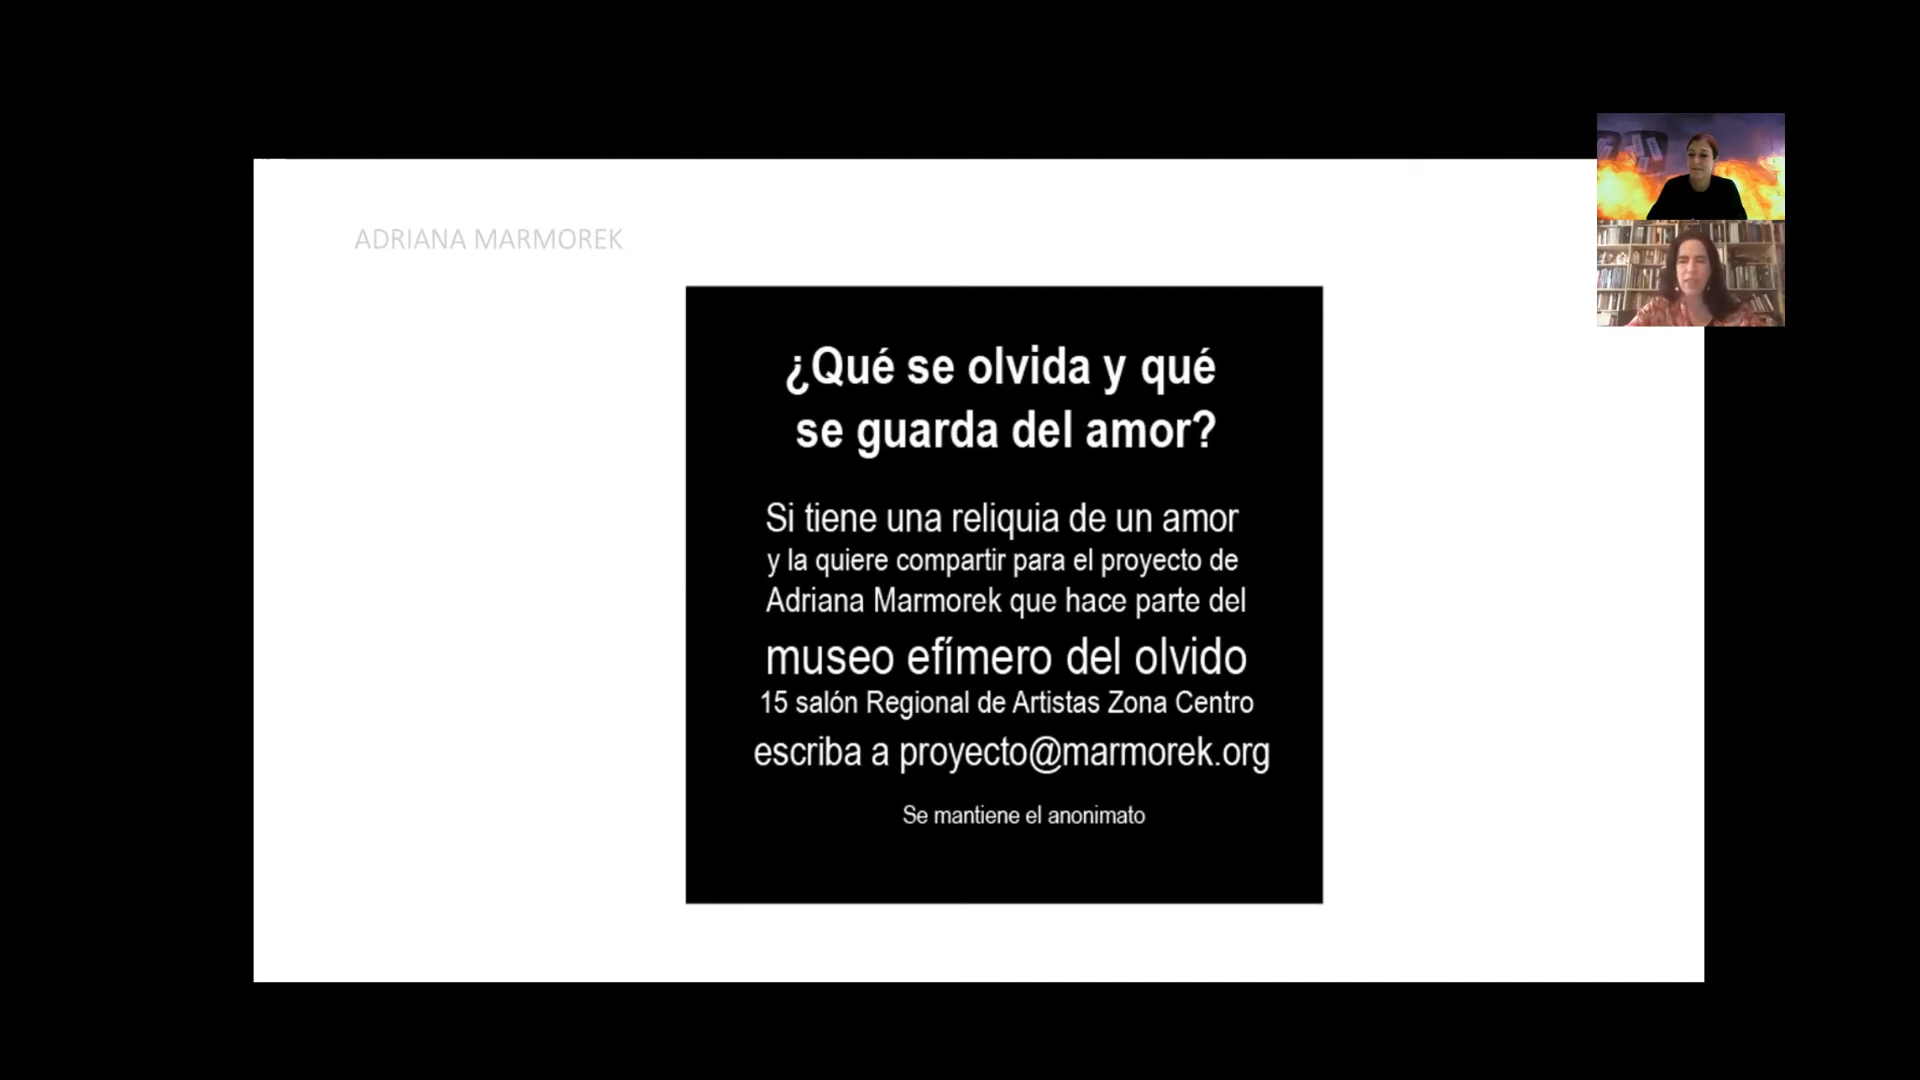 ADRIANA MARMOREK
¿Qué se olvida y qué
se guarda del amor?
Si tiene una reliquia de un amor
y la quiere compartir para el proyecto de
Adriana Marmorek que hace parte del
museo efímero del olvido
15 salón Regional de Artistas Zona Centro
escriba a proyecto@marmorek.org
Se mantiene el anonimato